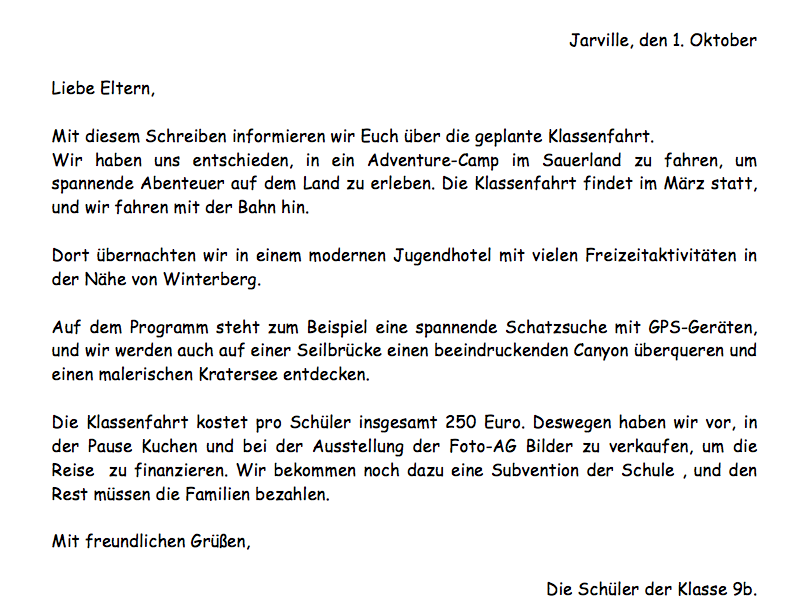 Jarville, den 1. Oktober
Liebe Eltern,
Mit diesem Schreiben informieren wir Euch über die geplante Klassenfahrt.
Wir haben uns entschieden, in ein Adventure-Camp im Sauerland zu fahren, um
spannende Abenteuer auf dem Land zu erleben. Die Klassenfahrt findet im März statt,
und wir fahren mit der Bahn hin.
Dort übernachten wir in einem modernen Jugendhotel mit vielen Freizeitaktivitäten in
der Nähe von Winterberg.
Auf dem Programm steht zum Beispiel eine spannende Schatzsuche mit GPS-Geräten,
und wir werden auch auf einer Seilbrücke einen beeindruckenden Canyon überqueren und
einen malerischen Kratersee entdecken.
Die Klassenfahrt kostet pro Schüler insgesamt 250 Euro. Deswegen haben wir vor, in
der Pause Kuchen und bei der Ausstellung der Foto-AG Bilder zu verkaufen, um die
Reise  zu finanzieren. Wir bekommen noch dazu eine Subvention der Schule , und den
Rest müssen die Familien bezahlen.
Mit freundlichen Grüßen,
Die Schüler der Klasse 9b.